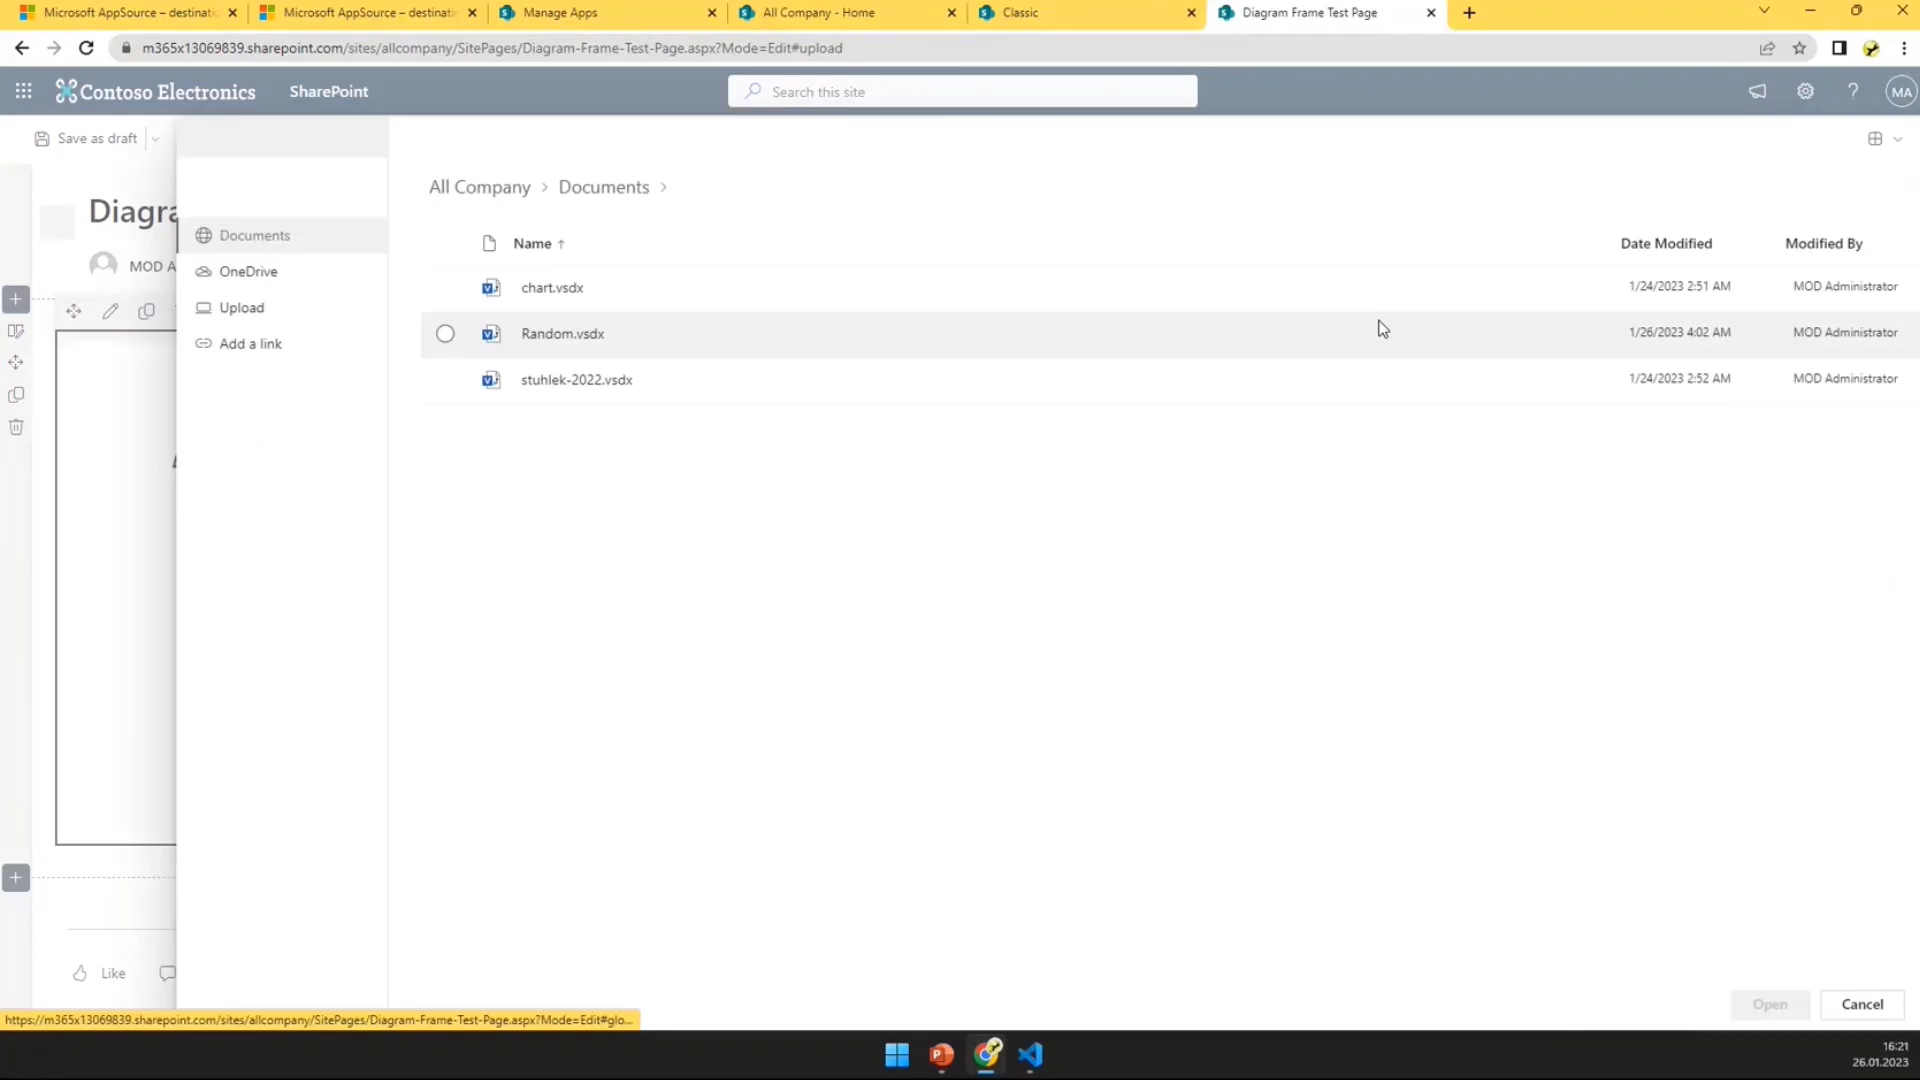 Microsoft AppSource – destinati
Microsoft AppSource – destinati
Manage Apps
All Company - Home
Classic
Diagram Frame Test Page
m365x13069839.sharepoint.com/sites/allcompany/SitePages/Diagram-Frame-Test-Page.aspx?Mode=Edit#upload
Contoso Electronics
SharePoint
Search this site
MA
Save as draft
Diagra
MOD A
Documents
OneDrive
Upload
Add a link
All Company > Documents >
Name ↑
Date Modified
Modified By
chart.vsdx
1/24/2023 2:51 AM
MOD Administrator
Random.vsdx
1/26/2023 4:02 AM
MOD Administrator
stuhlek-2022.vsdx
1/24/2023 2:52 AM
MOD Administrator
Like
Open
Cancel
https://m365x13069839.sharepoint.com/sites/allcompany/SitePages/Diagram-Frame-Test-Page.aspx?Mode=Edit#glo...
16:21
26.01.2023